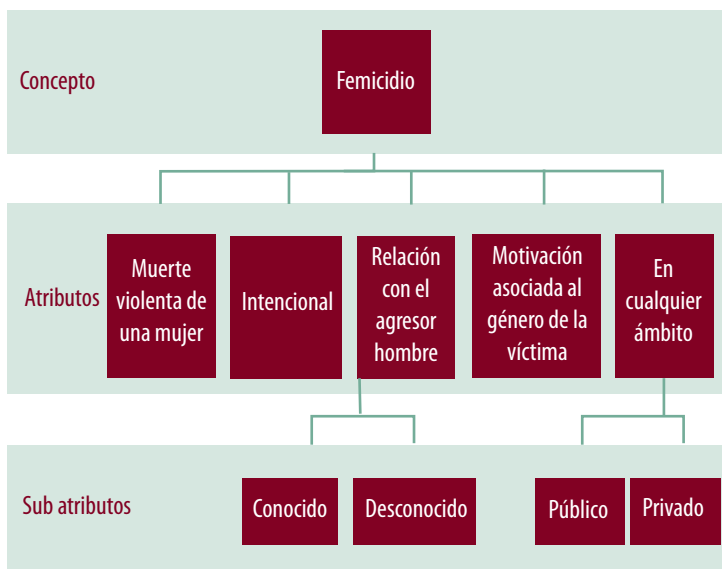 Concepto
Femicidio
Atributos
Muerte
violenta de
una mujer
Intencional
Relación
con el
agresor
hombre
Motivación
asociada al
género de la
víctima
En
cualquier
ámbito
Sub atributos
Conocido
Desconocido
Público
Privado